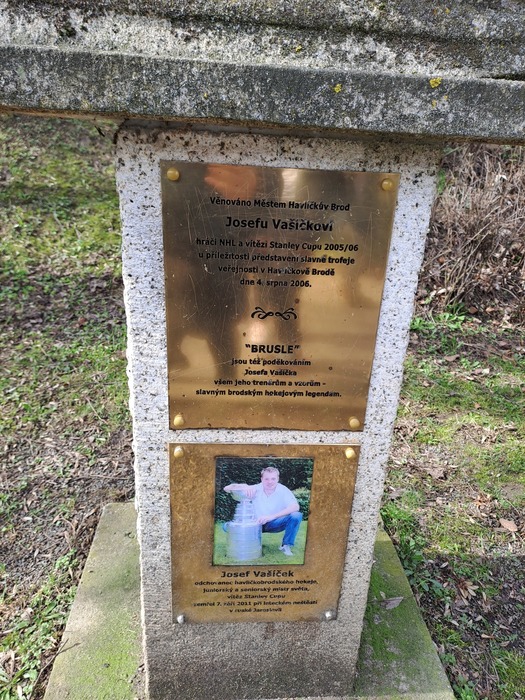 Věnováno Městem Havlíčkův Brod
Josefu Vašíčkovi
hráči NHL a vítězi Stanley Cupu 2005/06
u příležitosti představení slavné trofeje
veřejnosti v Havlíčkově Brodě
dne 4. srpna 2006.
"BRUSLE"
jsou též poděkováním
Josefa Vašíčka
všem jeho trenérům a vzorům -
slavným brodským hokejovým legendám.
Josef Vašíček
odchovanec havlíčkobrodského hokeje,
juniorský a seniorský mistr světa,
vítěz Stanley Cupu
zemřel 7. září 2011 při leteckém neštěstí
v ruské Jaroslavli